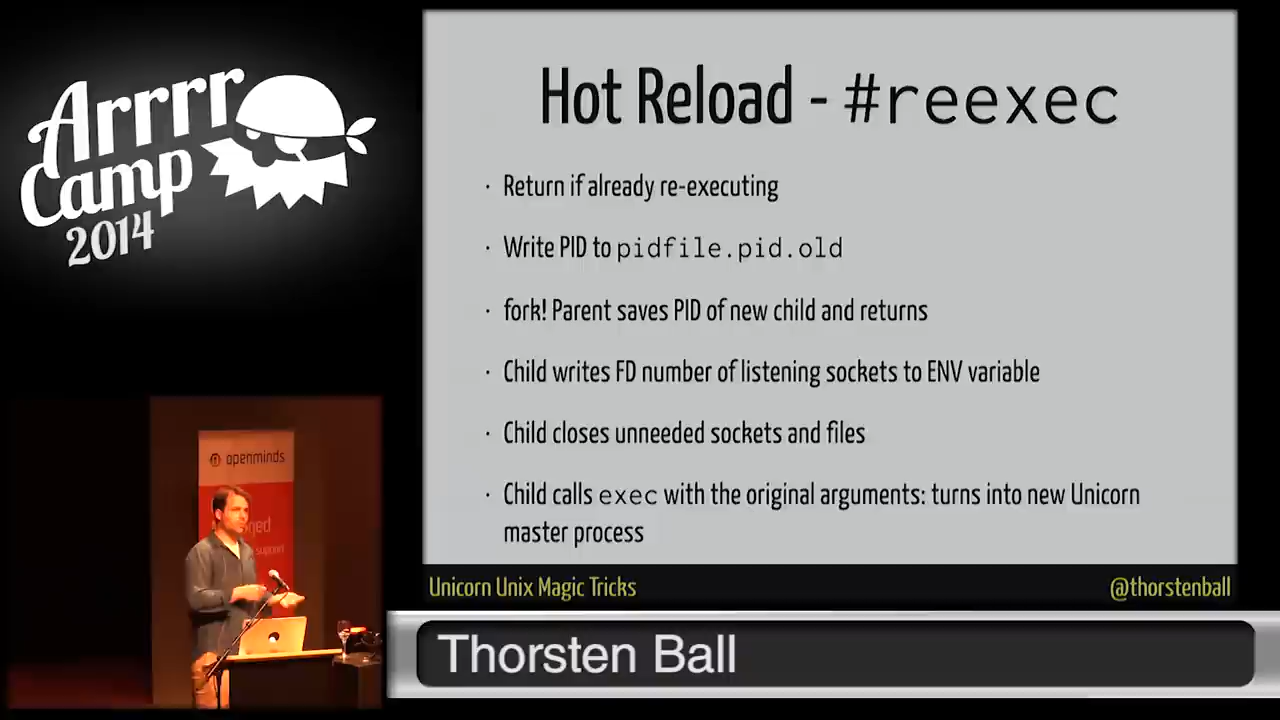 Arrrr
Camp
2014
Hot Reload - #reexec
· Return if already re-executing
· Write PID to pidfile.pid.old
· fork! Parent saves PID of new child and returns
· Child writes FD number of listening sockets to ENV variable
· Child closes unneeded sockets and files
· Child calls exec with the original arguments: turns into new Unicorn
master process
Unicorn Unix Magic Tricks
@thorstenball
openminds
support
Thorsten Ball